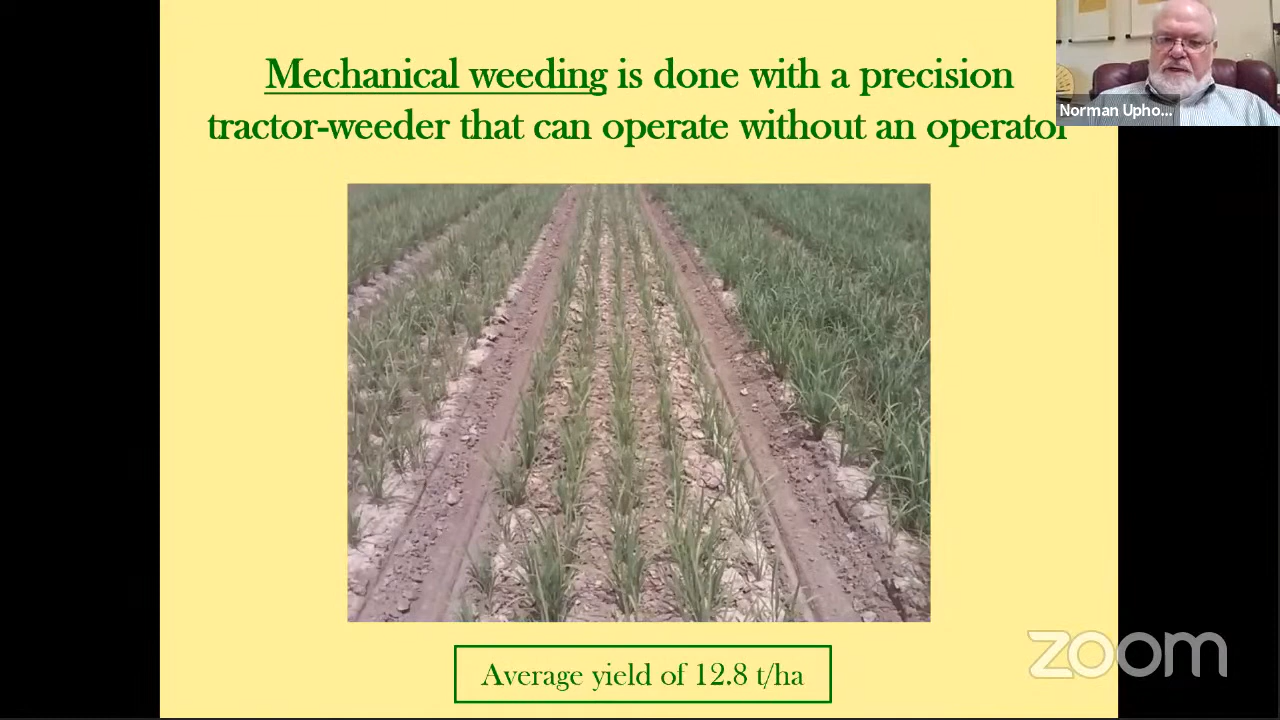 Mechanical weeding is done with a precision
tractor-weeder that can operate without an operator
Norman Upho...
Average yield of 12.8 t/ha
zoom